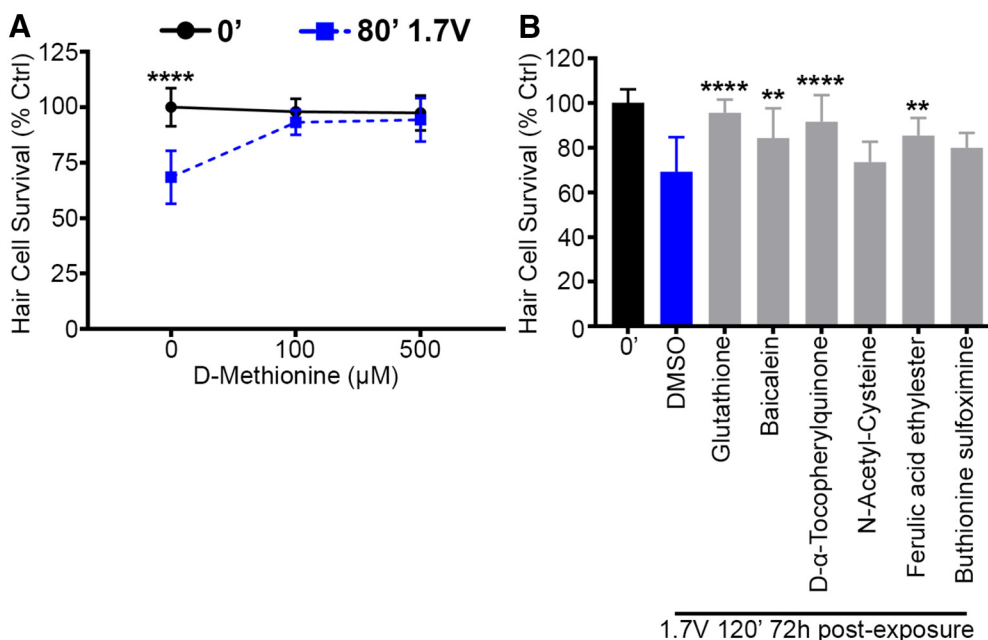 A
0’
80’ 1.7V
Hair Cell Survival (% Ctrl)
125
100
75
50
25
0
****
0
100
500
D-Methionine (µM)
B
Hair Cell Survival (% Ctrl)
120
100
80
60
40
20
0
****
**
****
**
0’
DMSO
Glutathione
Baicalein
D-α-Tocopherylquinone
N-Acetyl-Cysteine
Ferulic acid ethylester
Buthionine sulfoximine
1.7V 120’ 72h post-exposure